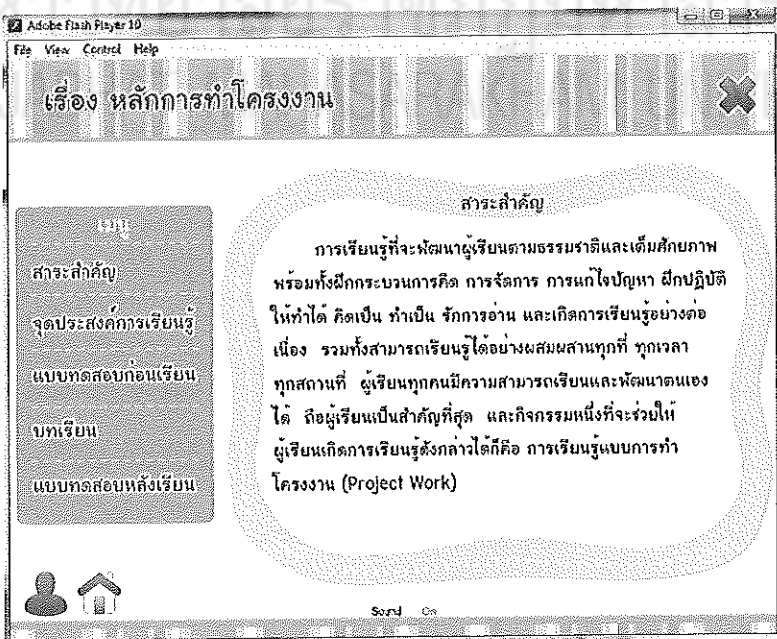 Adobe Flash Player 10
File View Control Help
เรื่อง หลักการทำโครงงาน
เมนู
สาระสำคัญ
จุดประสงค์การเรียนรู้
แบบทดสอบก่อนเรียน
บทเรียน
แบบทดสอบหลังเรียน
สาระสำคัญ
การเรียนรู้ที่จะพัฒนาผู้เรียนตามธรรมชาติและเต็มศักยภาพ
พร้อมทั้งฝึกกระบวนการคิด การจัดการ การแก้ไขปัญหา ฝึกปฏิบัติ
ให้ทำได้ คิดเป็น ทำเป็น รักการอ่าน และเกิดการเรียนรู้อย่างต่อ
เนื่อง รวมทั้งสามารถเรียนรู้ได้อย่างผสมผสานทุกที่ ทุกเวลา
ทุกสถานที่ ผู้เรียนทุกคนมีความสามารถเรียนและพัฒนาตนเอง
ได้ ถือผู้เรียนเป็นสำคัญที่สุด และกิจกรรมหนึ่งที่จะช่วยให้
ผู้เรียนเกิดการเรียนรู้ดังกล่าวได้ก็คือ การเรียนรู้แบบการทำ
โครงงาน (Project Work)
Sound On